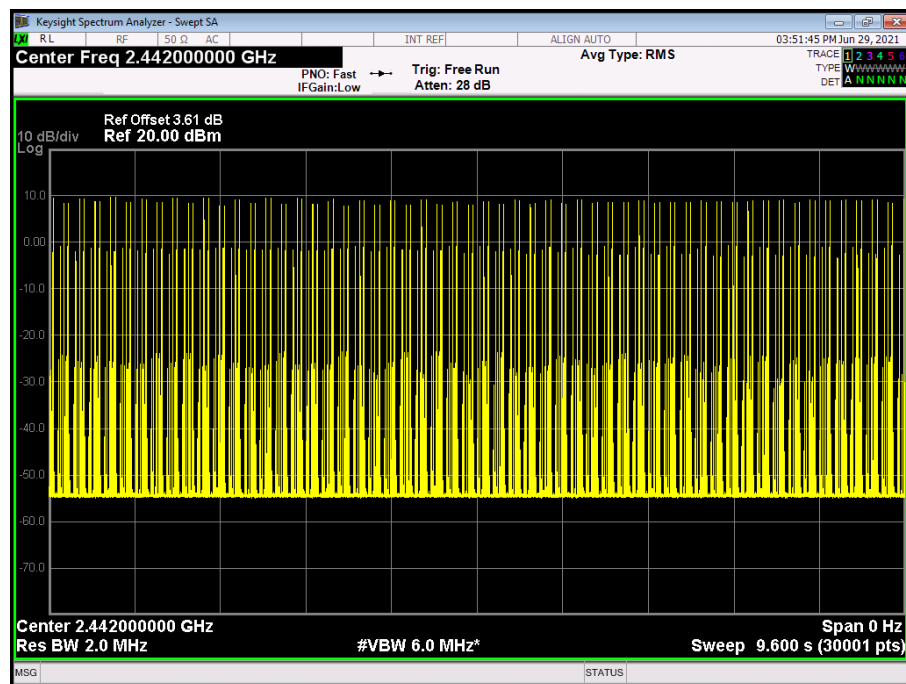 Keysight Spectrum Analyzer - Swept SA
LXI RL RF 50 Ω AC INT REF ALIGN AUTO 03:51:45 PM Jun 29, 2021
Center Freq 2.442000000 GHz Avg Type: RMS TRACE 1 2 3 4 5 6
PNO: Fast Trig: Free Run TYPE WWWWWW
IFGain:Low Atten: 28 dB DET A N N N N N
Ref Offset 3.61 dB
10 dB/div Ref 20.00 dBm
Log
10.0
0.00
-10.0
-20.0
-30.0
-40.0
-50.0
-60.0
-70.0
Center 2.442000000 GHz Span 0 Hz
Res BW 2.0 MHz #VBW 6.0 MHz* Sweep 9.600 s (30001 pts)
MSG STATUS